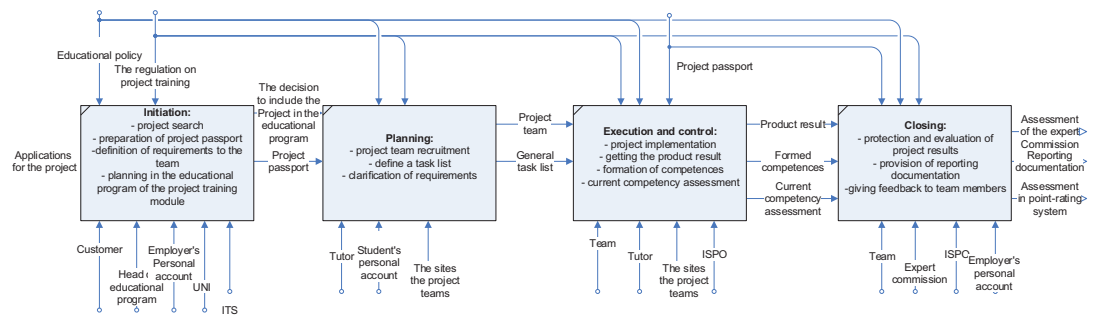 Educational policy
The regulation on
project training
Project passport
Applications
for the project
Initiation:
- project search
- preparation of project passport
-definition of requirements to the
team
- planning in the educational
program of the project training
module
The decision
to include the
Project in the
educational
program
Project
passport
Planning:
- project team recruitment
- define a task list
- clarification of requirements
Project
team
General
task list
Execution and control:
- project implementation
- getting the product result
- formation of competences
- current competency assessment
Product result
Formed
competences
Current
competency
assessment
Closing:
- protection and evaluation of
project results
- provision of reporting
documentation
-giving feedback to team members
Assessment
of the expert
Commission
Reporting
documentation
Assessment
in point-rating
system
Customer
Head
educational
program
Employer's
Personal
account
UNI
ITS
Tutor
Student's
personal
account
The sites
the project
teams
Team
Tutor
The sites
the project
teams
ISPO
Team
Expert
commission
ISPO
Employer's
personal
account